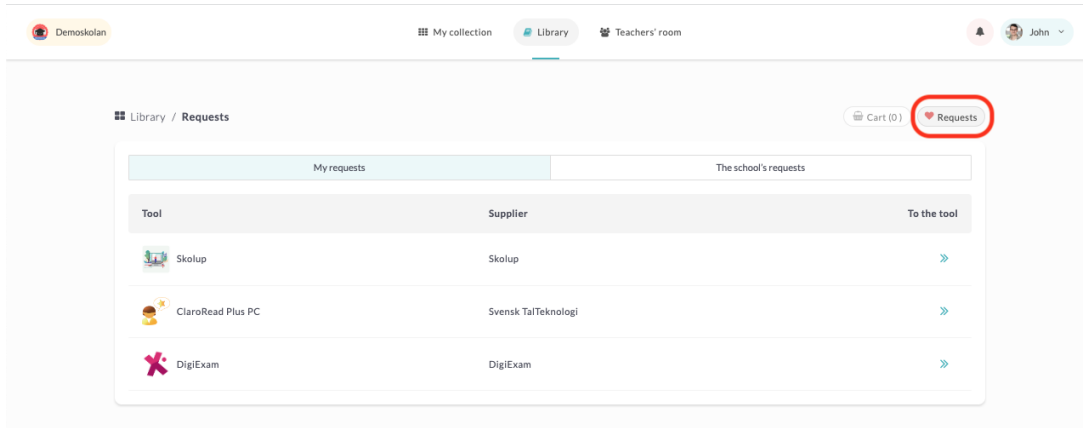 Demoskolan My collection Library Teachers' room John
Library / Requests Cart (0 ) Requests
My requests The school's requests
Tool Supplier To the tool
Skolup Skolup
ClaroRead Plus PC Svensk TalTeknologi
DigiExam DigiExam